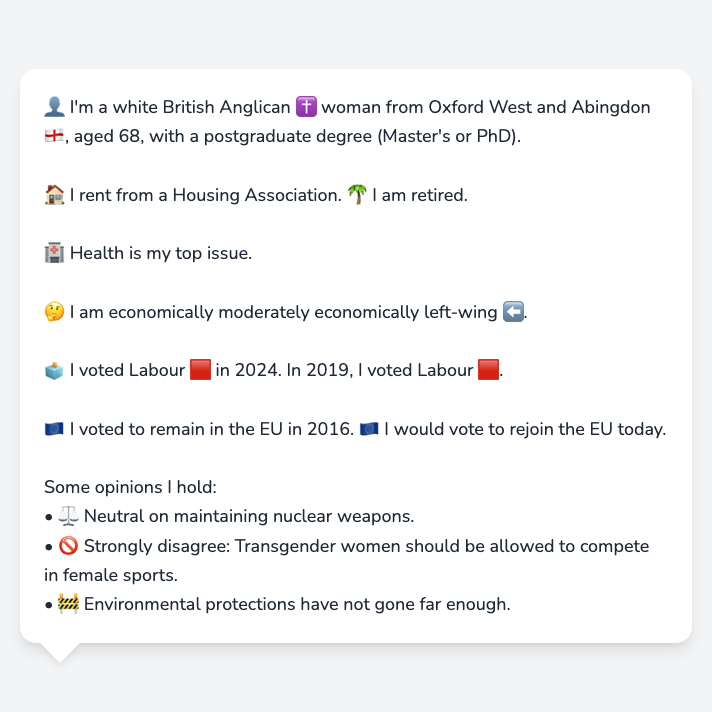 👤 I'm a white British Anglican ✝️ woman from Oxford West and Abingdon
🏴󠁧󠁢󠁥󠁮󠁧󠁿, aged 68, with a postgraduate degree (Master's or PhD).
🏠 I rent from a Housing Association. 🌴 I am retired.
🏥 Health is my top issue.
🤔 I am economically moderately economically left-wing ⬅️.
🗳️ I voted Labour 🟥 in 2024. In 2019, I voted Labour 🟥.
🇪🇺 I voted to remain in the EU in 2016. 🇪🇺 I would vote to rejoin the EU today.
Some opinions I hold:
• ⚖️ Neutral on maintaining nuclear weapons.
• 🚫 Strongly disagree: Transgender women should be allowed to compete
in female sports.
• 🚧 Environmental protections have not gone far enough.